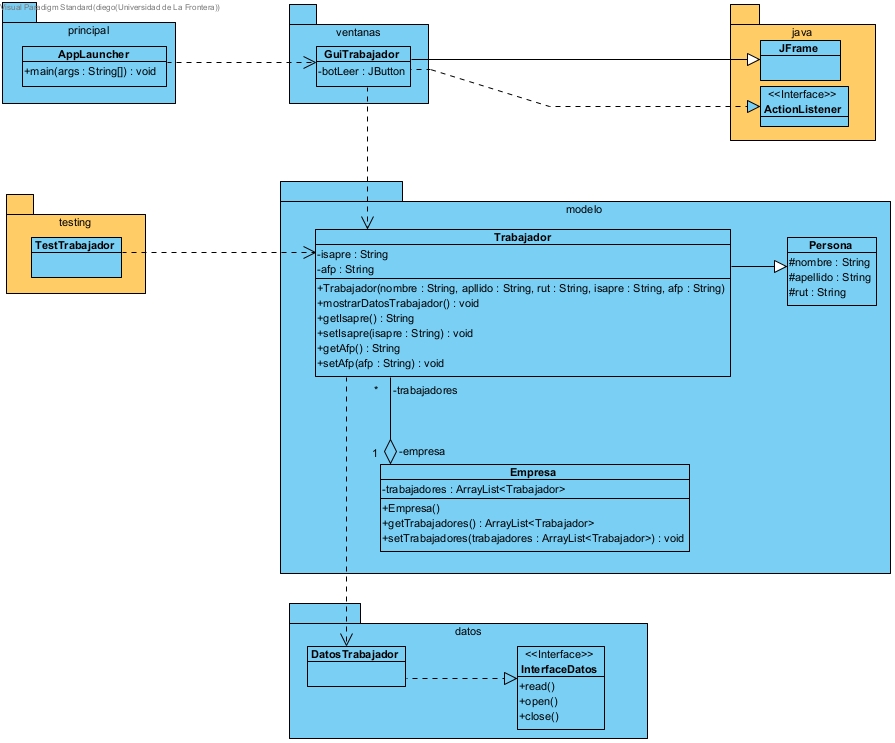 Visual Paradigm Standard(diego(Universidad de La Frontera))
principal
AppLauncher
+main(args : String[]) : void
ventanas
GuiTrabajador
-botLeer : JButton
java
JFrame
<<Interface>>
ActionListener
testing
TestTrabajador
modelo
Trabajador
-isapre : String
-afp : String
+Trabajador(nombre : String, apllido : String, rut : String, isapre : String, afp : String)
+mostrarDatosTrabajador() : void
+getIsapre() : String
+setIsapre(isapre : String) : void
+getAfp() : String
+setAfp(afp : String) : void
Persona
#nombre : String
#apellido : String
#rut : String
* -trabajadores
1 -empresa
Empresa
-trabajadores : ArrayList<Trabajador>
+Empresa()
+getTrabajadores() : ArrayList<Trabajador>
+setTrabajadores(trabajadores : ArrayList<Trabajador>) : void
datos
DatosTrabajador
<<Interface>>
InterfaceDatos
+read()
+open()
+close()